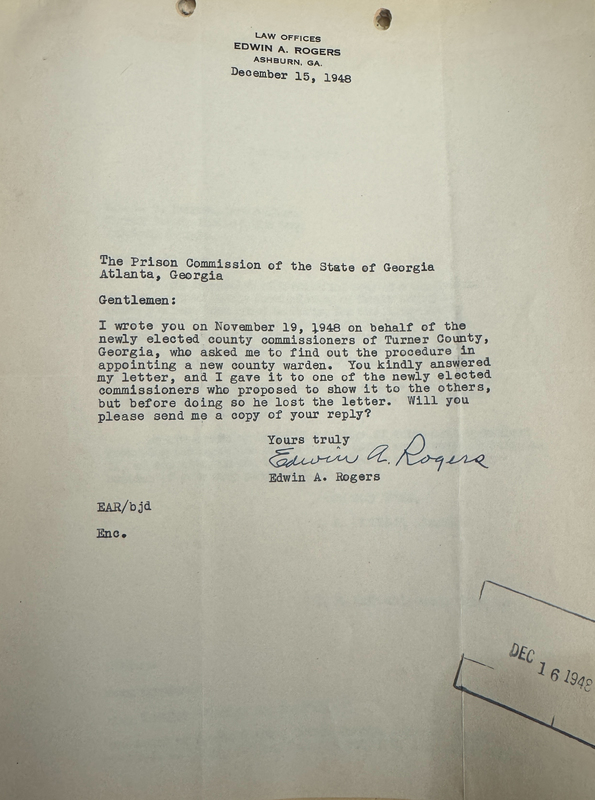 LAW OFFICES
EDWIN A. ROGERS
ASHBURN, GA.
December 15, 1948
The Prison Commission of the State of Georgia
Atlanta, Georgia
Gentlemen:
I wrote you on November 19, 1948 on behalf of the
newly elected county commissioners of Turner County,
Georgia, who asked me to find out the procedure in
appointing a new county warden.  You kindly answered
my letter, and I gave it to one of the newly elected
commissioners who proposed to show it to the others,
but before doing so he lost the letter.  Will you
please send me a copy of your reply?
Yours truly
Edwin A. Rogers
Edwin A. Rogers
EAR/bjd
Enc.
DEC 16 1948